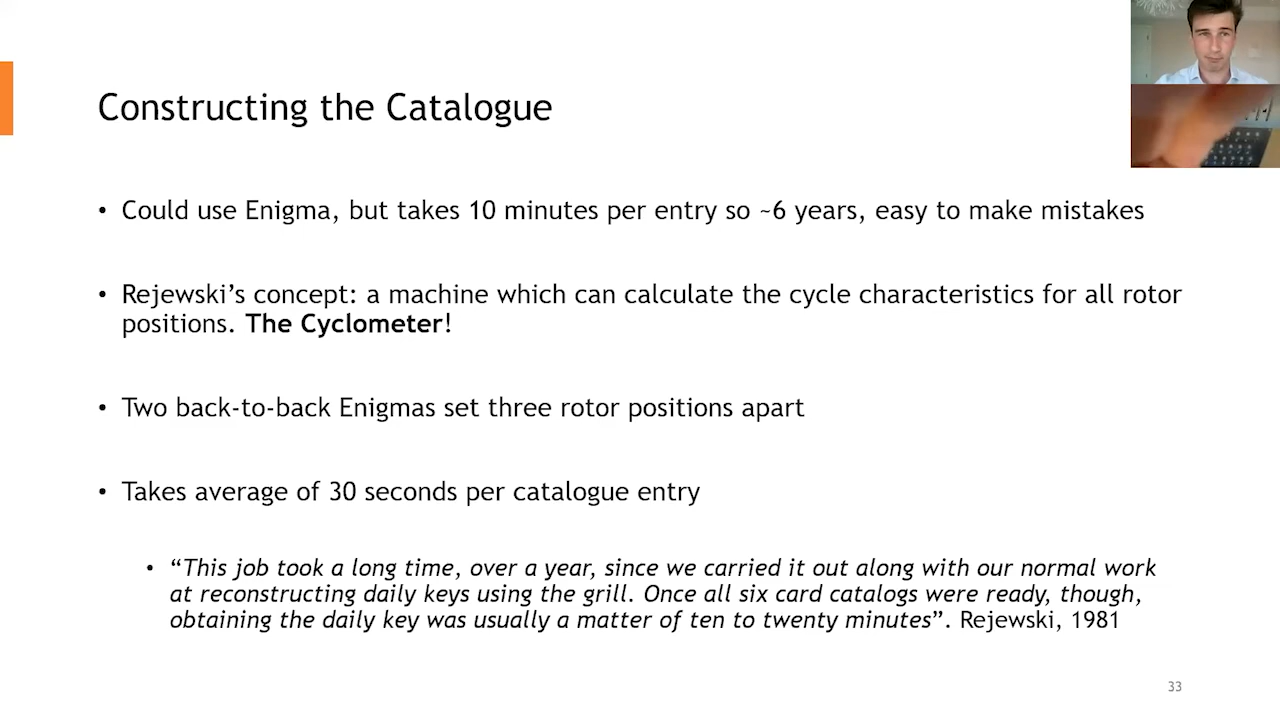 Constructing the Catalogue
• Could use Enigma, but takes 10 minutes per entry so ~6 years, easy to make mistakes
• Rejewski’s concept: a machine which can calculate the cycle characteristics for all rotor
positions. The Cyclometer!
• Two back-to-back Enigmas set three rotor positions apart
• Takes average of 30 seconds per catalogue entry
• “This job took a long time, over a year, since we carried it out along with our normal work
at reconstructing daily keys using the grill. Once all six card catalogs were ready, though,
obtaining the daily key was usually a matter of ten to twenty minutes”. Rejewski, 1981
33